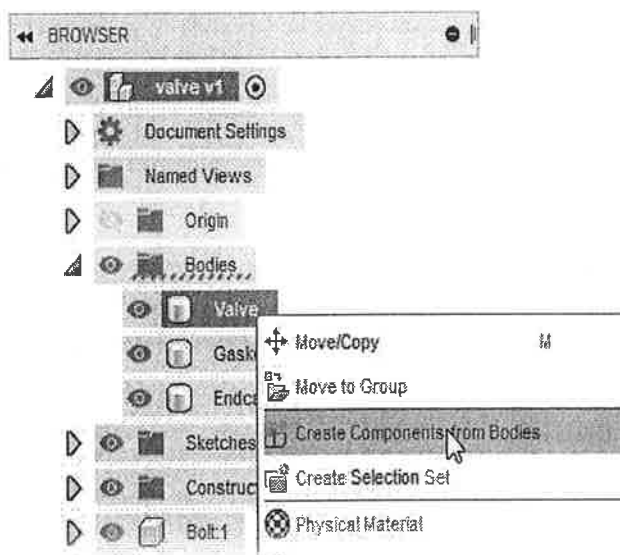 BROWSER
valve v1
Document Settings
Named Views
Origin
Bodies
Valve
Move/Copy M
Gask
Move to Group
Endca
Sketches
Create Components from Bodies
Construc
Create Selection Set
Bolt:1
Physical Material